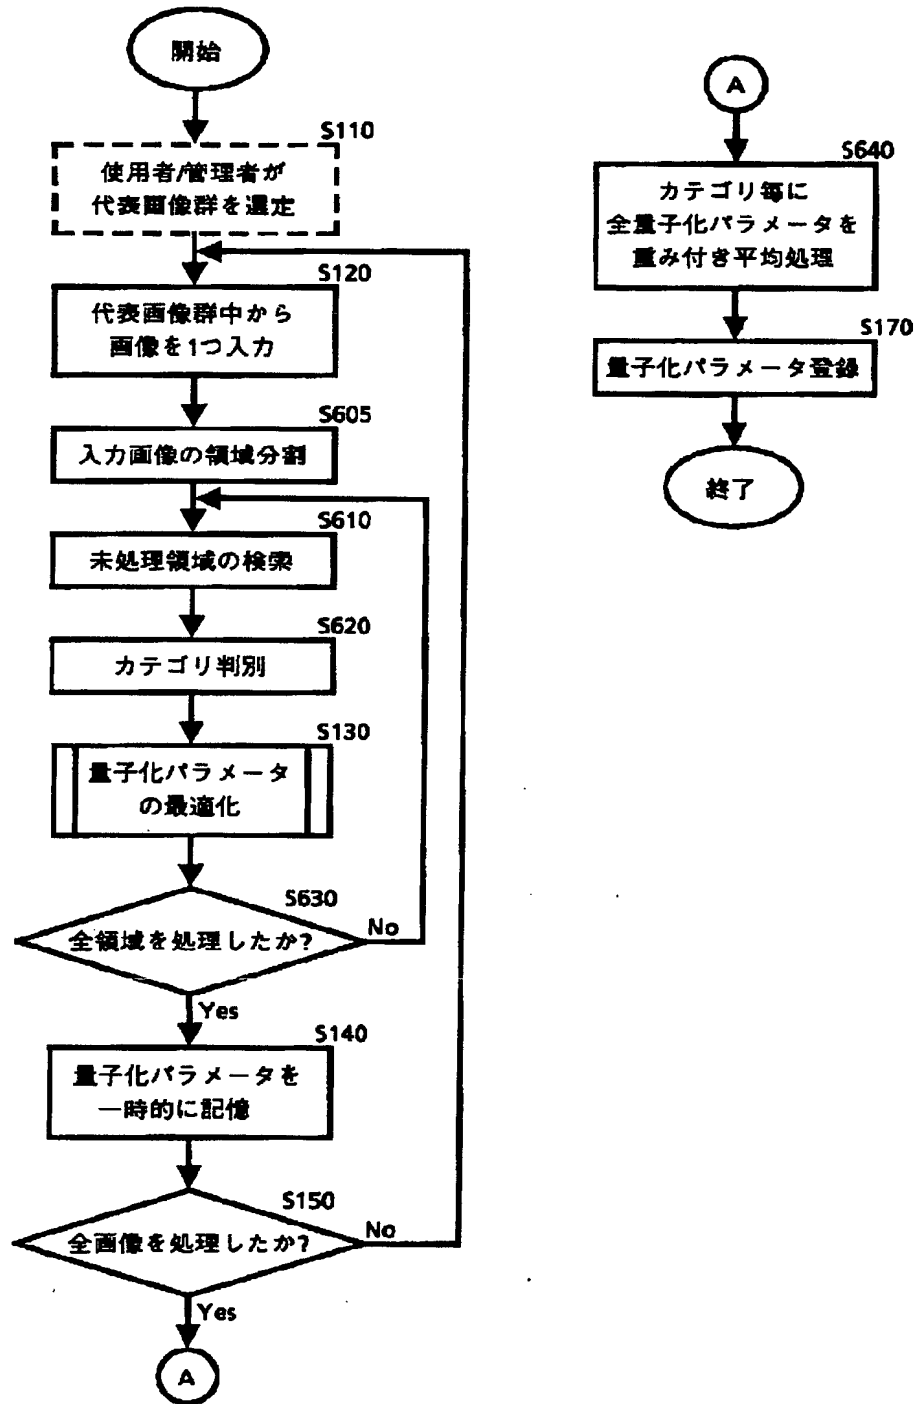 開始
S110
使用者/管理者が
代表画像群を選定
S120
代表画像群中から
画像を1つ入力
S605
入力画像の領域分割
S610
未処理領域の検索
S620
カテゴリ判別
S130
量子化パラメータ
の最適化
S630
全領域を処理したか?
No
Yes
S140
量子化パラメータを
一時的に記憶
S150
全画像を処理したか?
No
Yes
A
A
S640
カテゴリ毎に
全量子化パラメータを
重み付き平均処理
S170
量子化パラメータ登録
終了